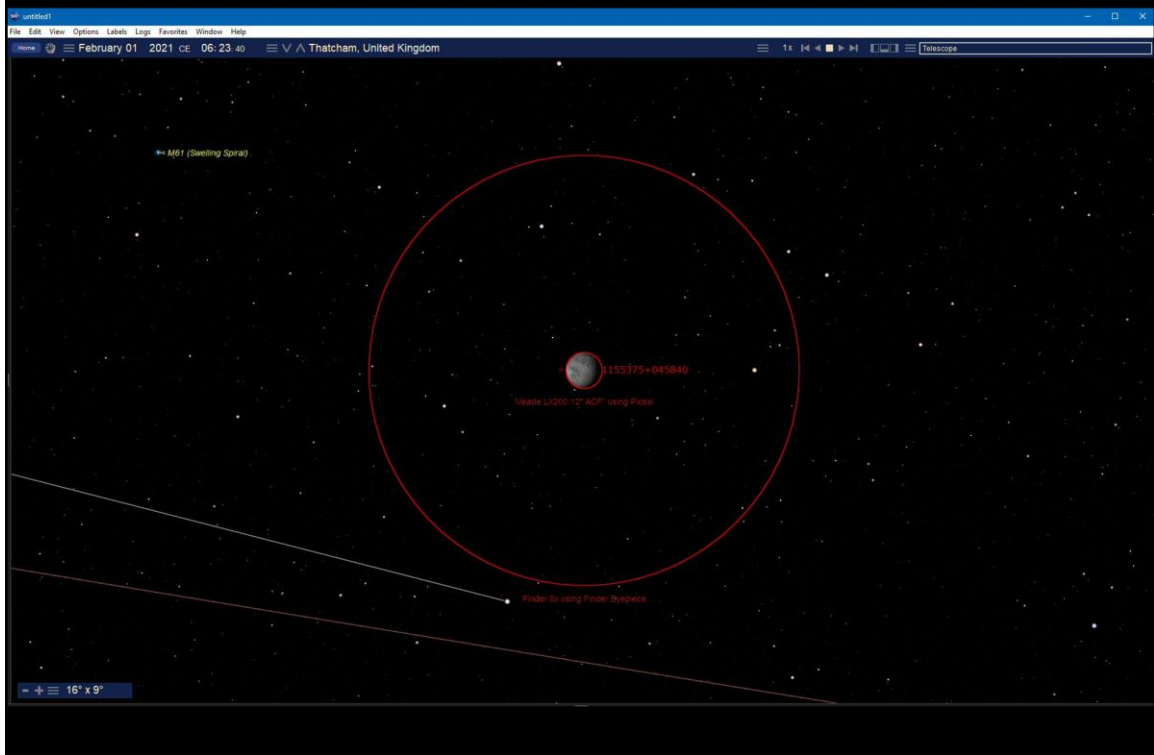 untitled1
File Edit View Options Labels Logs Favorites Window Help
Home February 01 2021 CE 06:23:40 Thatcham, United Kingdom 1x Telescope
M61 (Swelling Spiral)
1155375+045840
Meade LX200 12" ACF" using Plossl
Finder 8x using Finder Eyepiece
16° x 9°